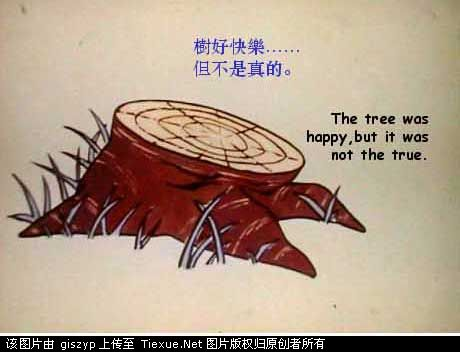 樹好快樂……
但不是真的。
The tree was
happy,but it was
not the true.
该图片由 giszyp 上传至 Tiexue.Net 图片版权归原创者所有